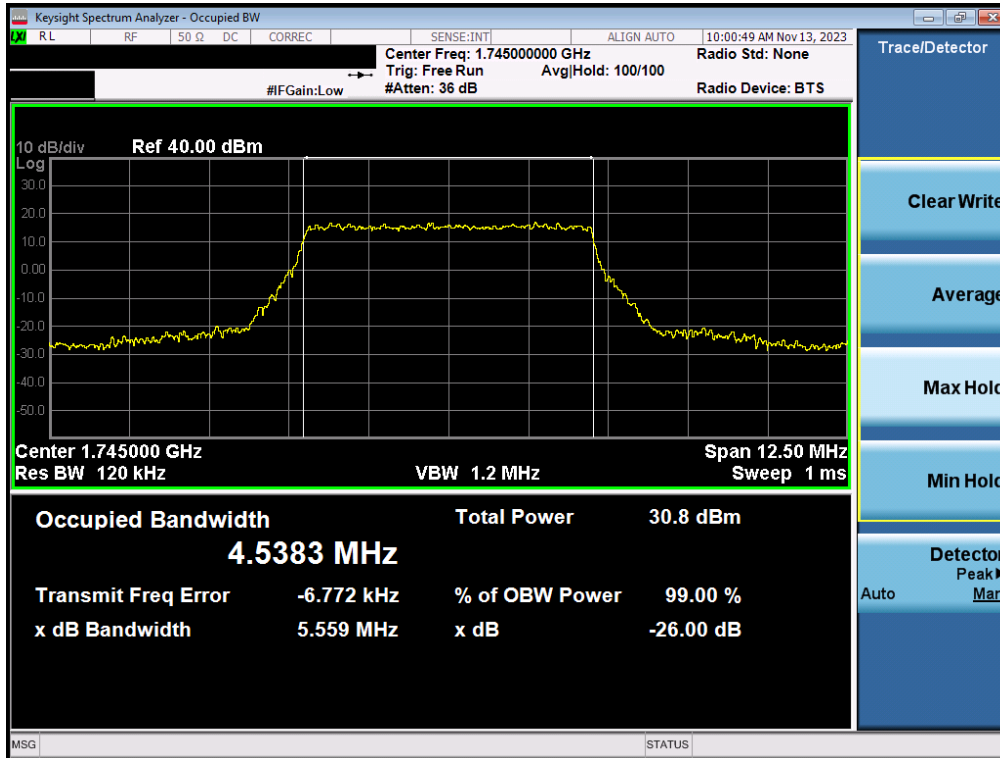 Keysight Spectrum Analyzer - Occupied BW
LXI RL RF 50 Ω DC CORREC SENSE:INT ALIGN AUTO 10:00:49 AM Nov 13, 2023
Center Freq: 1.745000000 GHz Radio Std: None
Trig: Free Run Avg|Hold: 100/100
#IFGain:Low #Atten: 36 dB Radio Device: BTS
Trace/Detector
10 dB/div Ref 40.00 dBm
Log
30.0
20.0
10.0
0.00
-10.0
-20.0
-30.0
-40.0
-50.0
Center 1.745000 GHz Span 12.50 MHz
Res BW 120 kHz VBW 1.2 MHz Sweep 1 ms
Occupied Bandwidth Total Power 30.8 dBm
4.5383 MHz
Transmit Freq Error -6.772 kHz % of OBW Power 99.00 %
x dB Bandwidth 5.559 MHz x dB -26.00 dB
Clear Write
Average
Max Hold
Min Hold
Detector
Peak
Auto Man
MSG STATUS